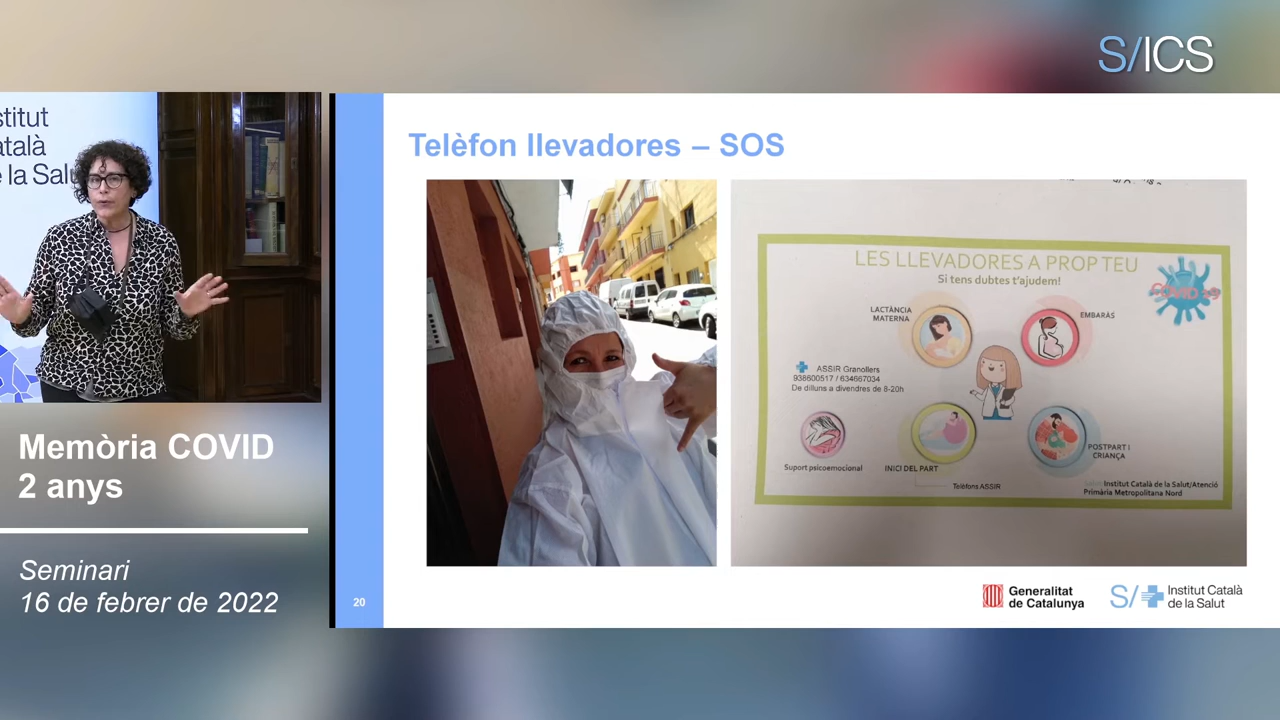 S/ICS
stitut
atalà
e la Salu
Telèfon llevadores – SOS
LES LLEVADORES A PROP TEU
Si tens dubtes t'ajudem!
COVID 19
LACTÀNCIA
MATERNA
EMBARÀS
ASSIR Granollers
938600517 / 634667034
De dilluns a divendres de 8-20h
Suport psicoemocional
INICI DEL PART
POSTPART I
CRIANÇA
Telèfons ASSIR
Institut Català de la Salut/Atenció
Primària Metropolitana Nord
Memòria COVID
2 anys
Seminari
16 de febrer de 2022
20
Generalitat
de Catalunya
S/
Institut Català
de la Salut